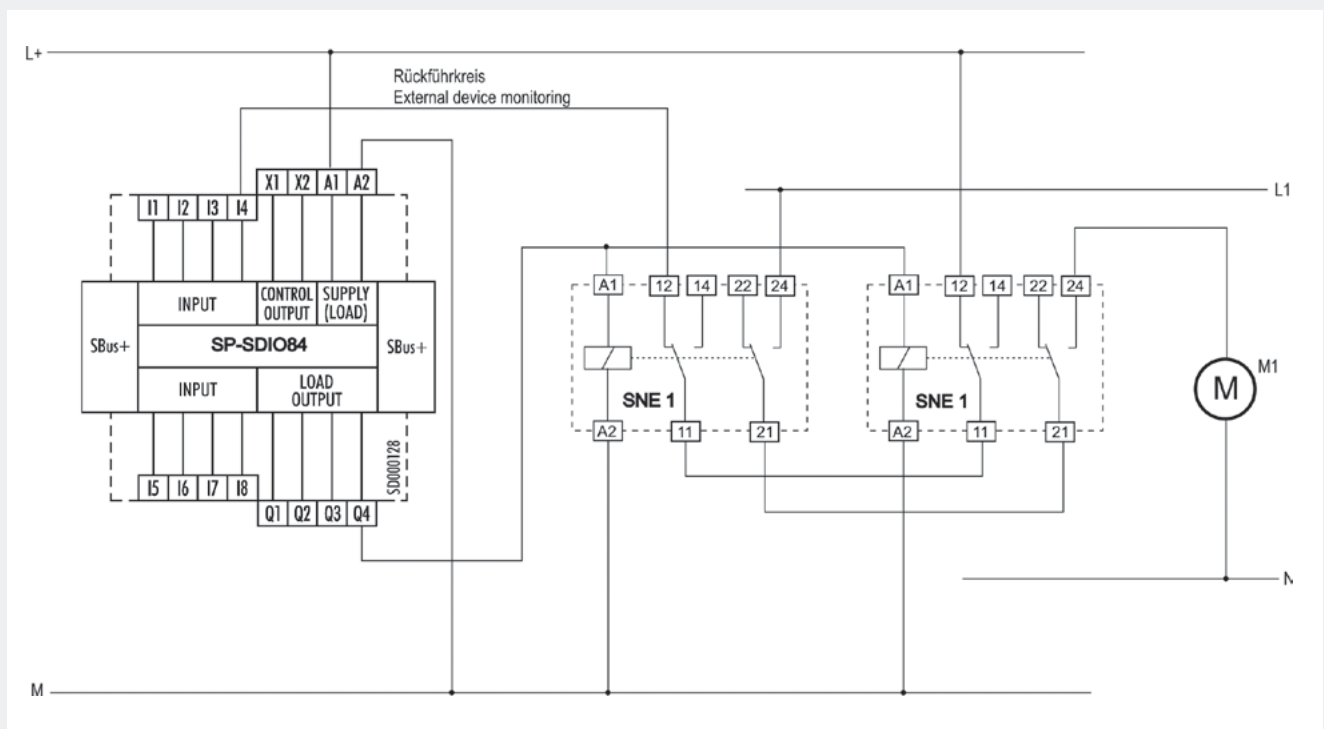 L+
Rückführkreis
External device monitoring
X1 X2 A1 A2
I1 I2 I3 I4
L1
A1 12 14 22 24
A1 12 14 22 24
INPUT
CONTROL OUTPUT
SUPPLY (LOAD)
SBus+
SP-SDIO84
SBus+
M1
M
INPUT
LOAD OUTPUT
SNE 1
SNE 1
A2 11 21
A2 11 21
SD000128
I5 I6 I7 I8
Q1 Q2 Q3 Q4
N
M